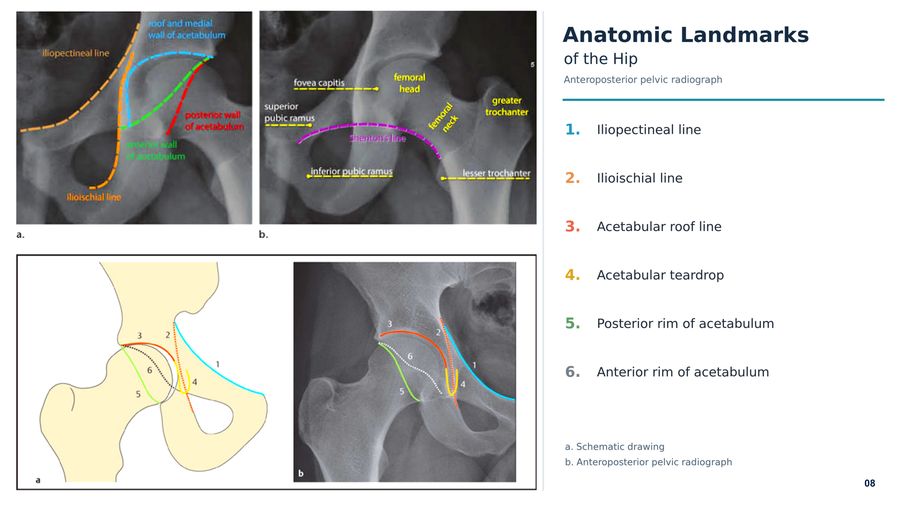 roof and medial
wall of acetabulum
iliopectineal line
posterior wall
of acetabulum
anterior wall
of acetabulum
ilioischial line
a.
5
fovea capitis
femoral
head
superior
pubic ramus
femoral
neck
greater
trochanter
Shenton's line
inferior pubic ramus
lesser trochanter
b.
3
2
1
6
4
5
a
3
2
1
6
4
5
b
Anatomic Landmarks
of the Hip
Anteroposterior pelvic radiograph
1. Iliopectineal line
2. Ilioischial line
3. Acetabular roof line
4. Acetabular teardrop
5. Posterior rim of acetabulum
6. Anterior rim of acetabulum
a. Schematic drawing
b. Anteroposterior pelvic radiograph
08